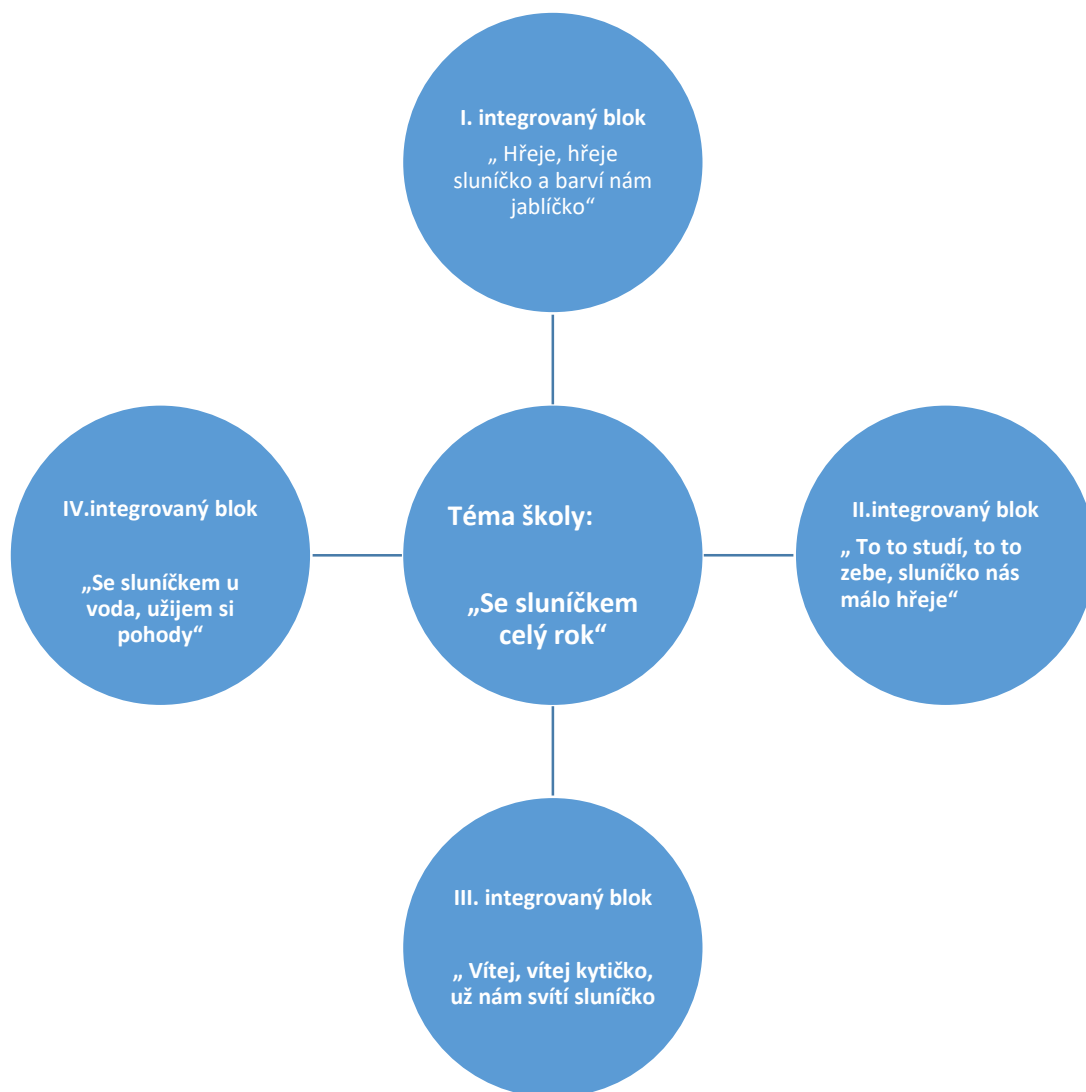 I. integrovaný blok
„ Hřeje, hřeje
sluníčko a barví nám
jablíčko“
IV.integrovaný blok
„Se sluníčkem u
voda, užijem si
pohody“
Téma školy:
„Se sluníčkem
celý rok“
II.integrovaný blok
„ To to studí, to to
zebe, sluníčko nás
málo hřeje“
III. integrovaný blok
„ Vítej, vítej kytičko,
už nám svítí sluníčko